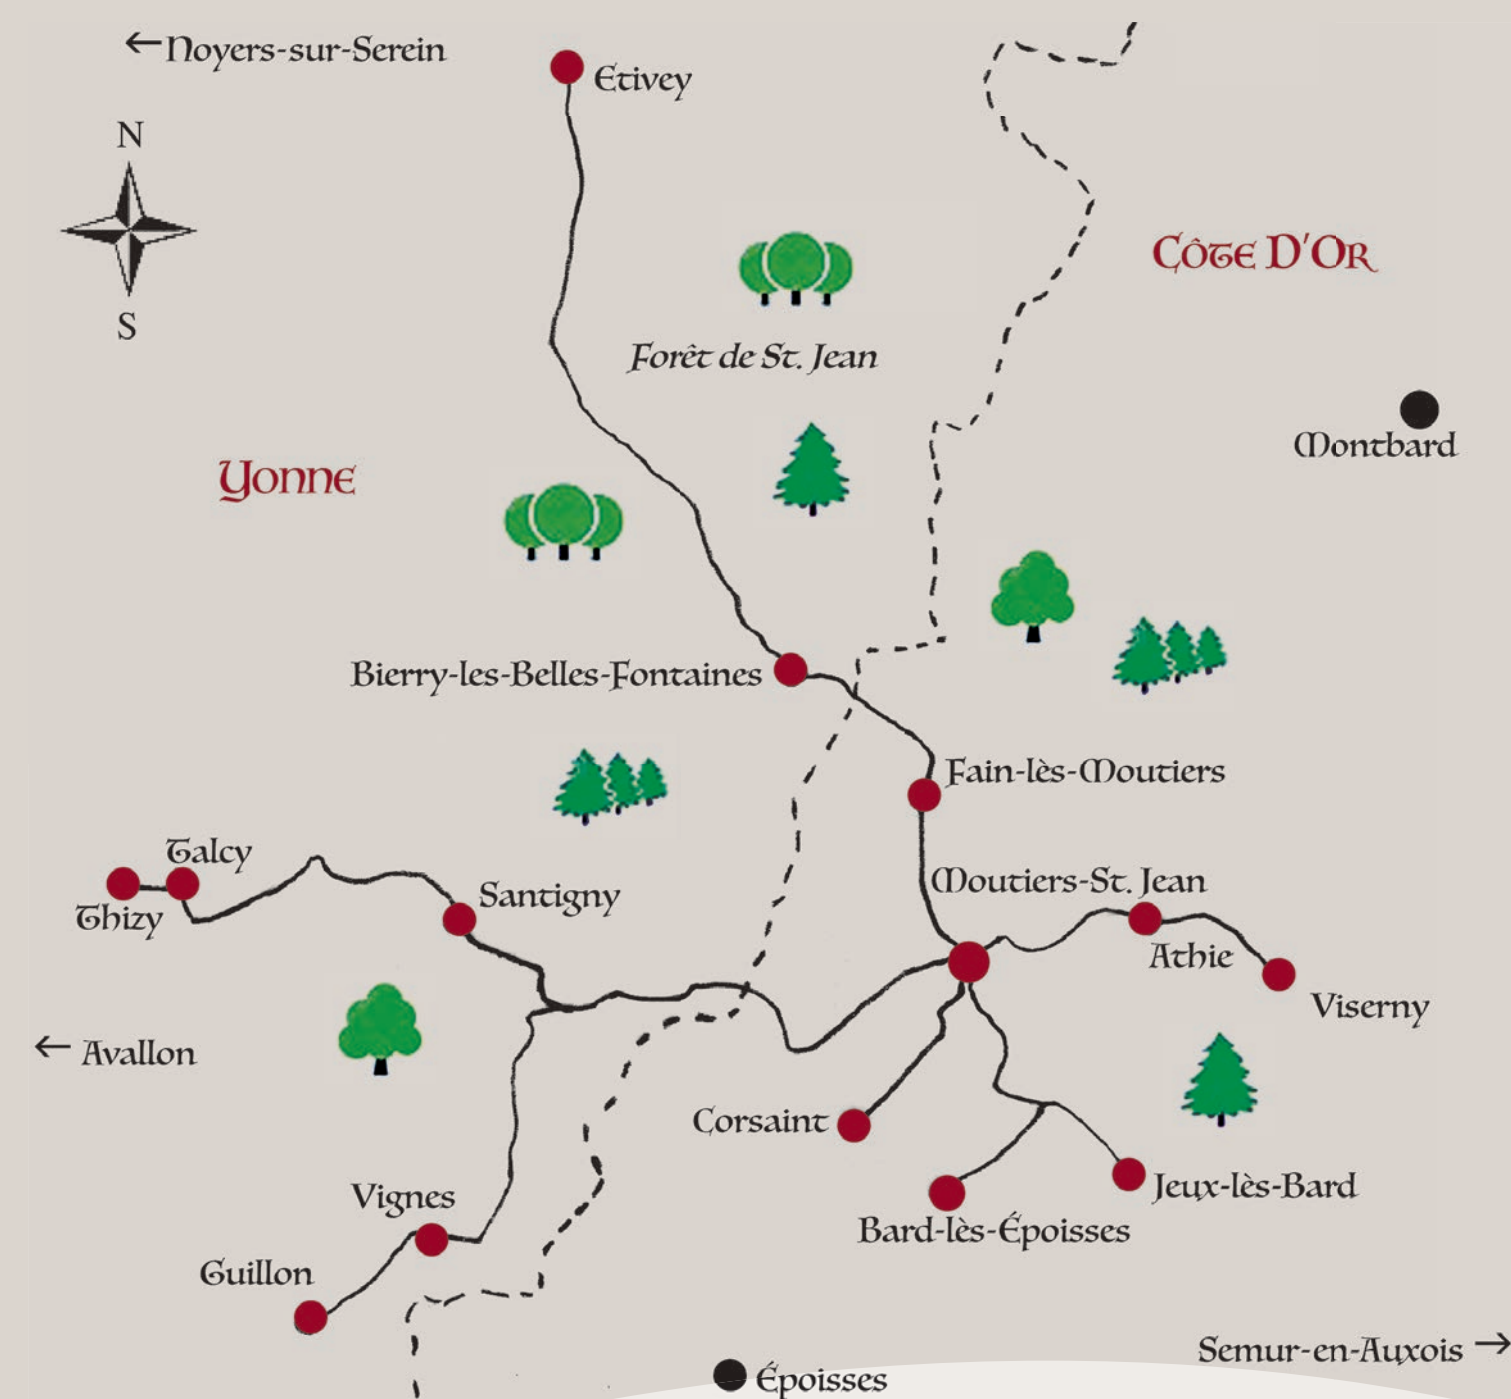 ←Noyers-sur-Serein
Etivey
N
S
CÔTE D'OR
Forêt de St. Jean
Montbard
Yonne
Bierry-les-Belles-Fontaines
Fain-lès-Moutiers
Talcy
Moutiers-St. Jean
Santigny
Thizy
Athie
Viserny
← Avallon
Corsaint
Jeux-lès-Bard
Vignes
Bard-lès-Époisses
Guillon
Semur-en-Auxois →
Époisses